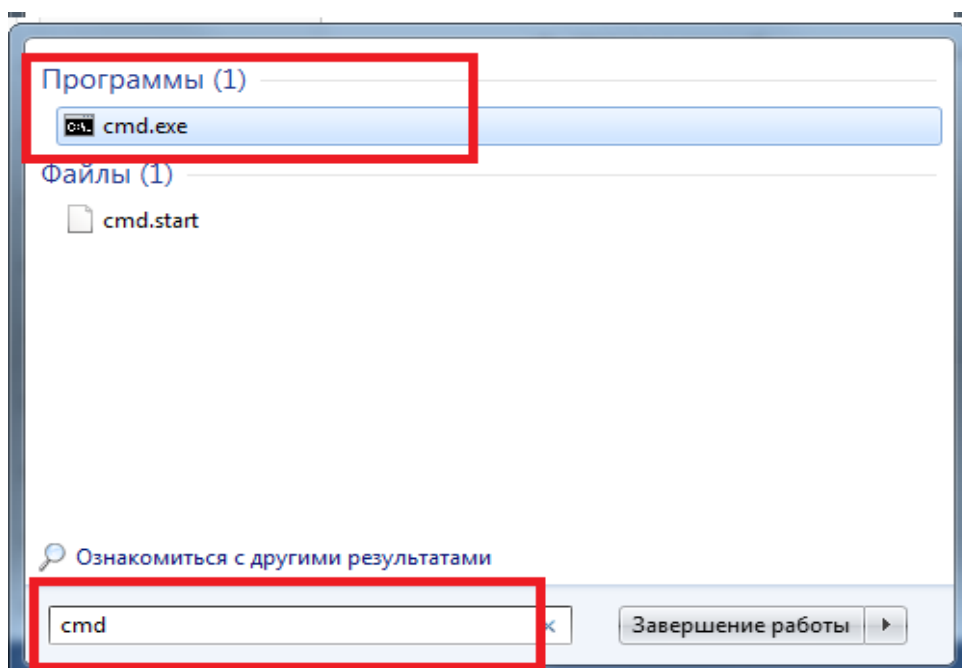 Программы (1)
cmd.exe
Файлы (1)
cmd.start
Ознакомиться с другими результатами
cmd
Завершение работы